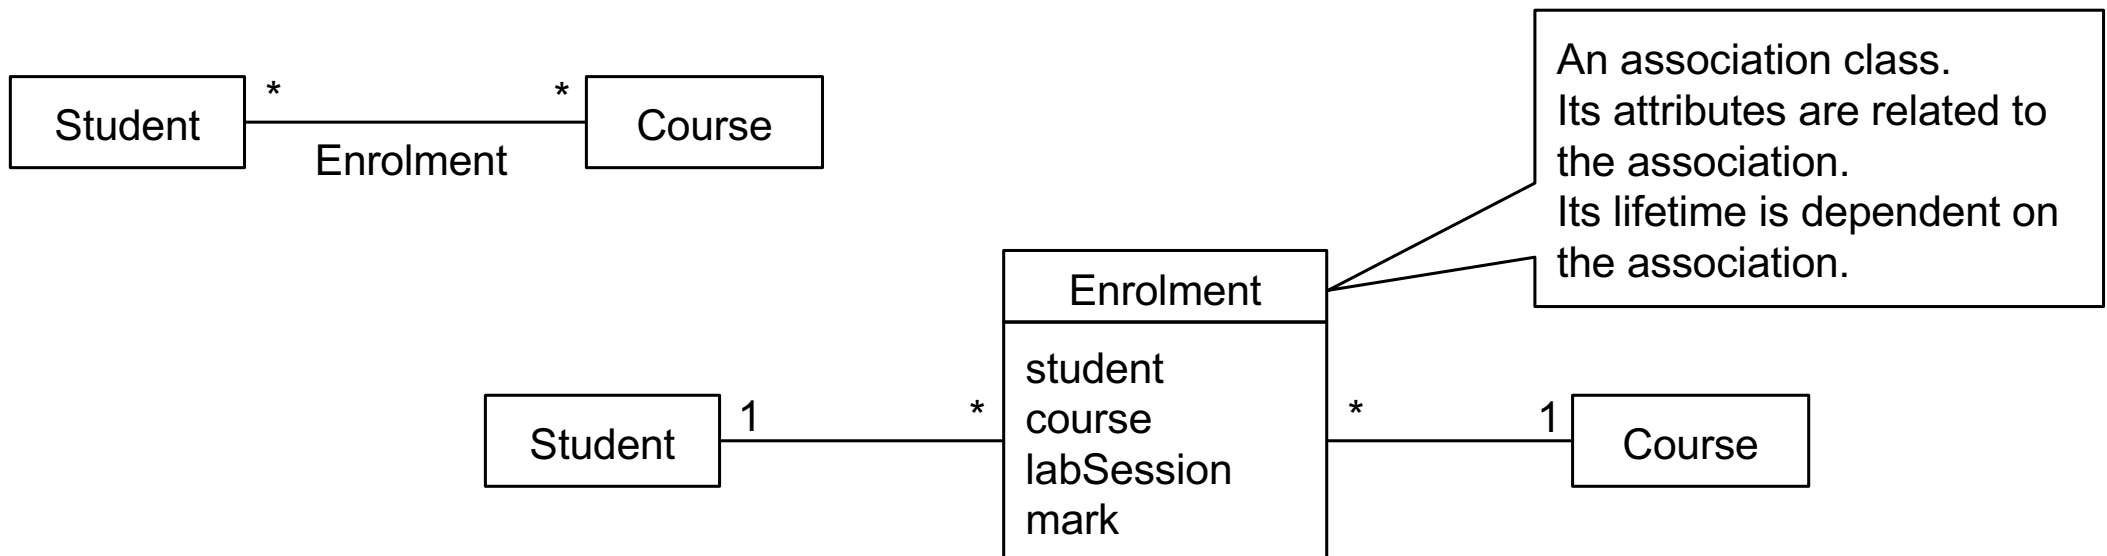 Student
*
*
Course
Enrolment
An association class.
Its attributes are related to
the association.
Its lifetime is dependent on
the association.
Enrolment
student
course
labSession
mark
Student
1
*
*
1
Course